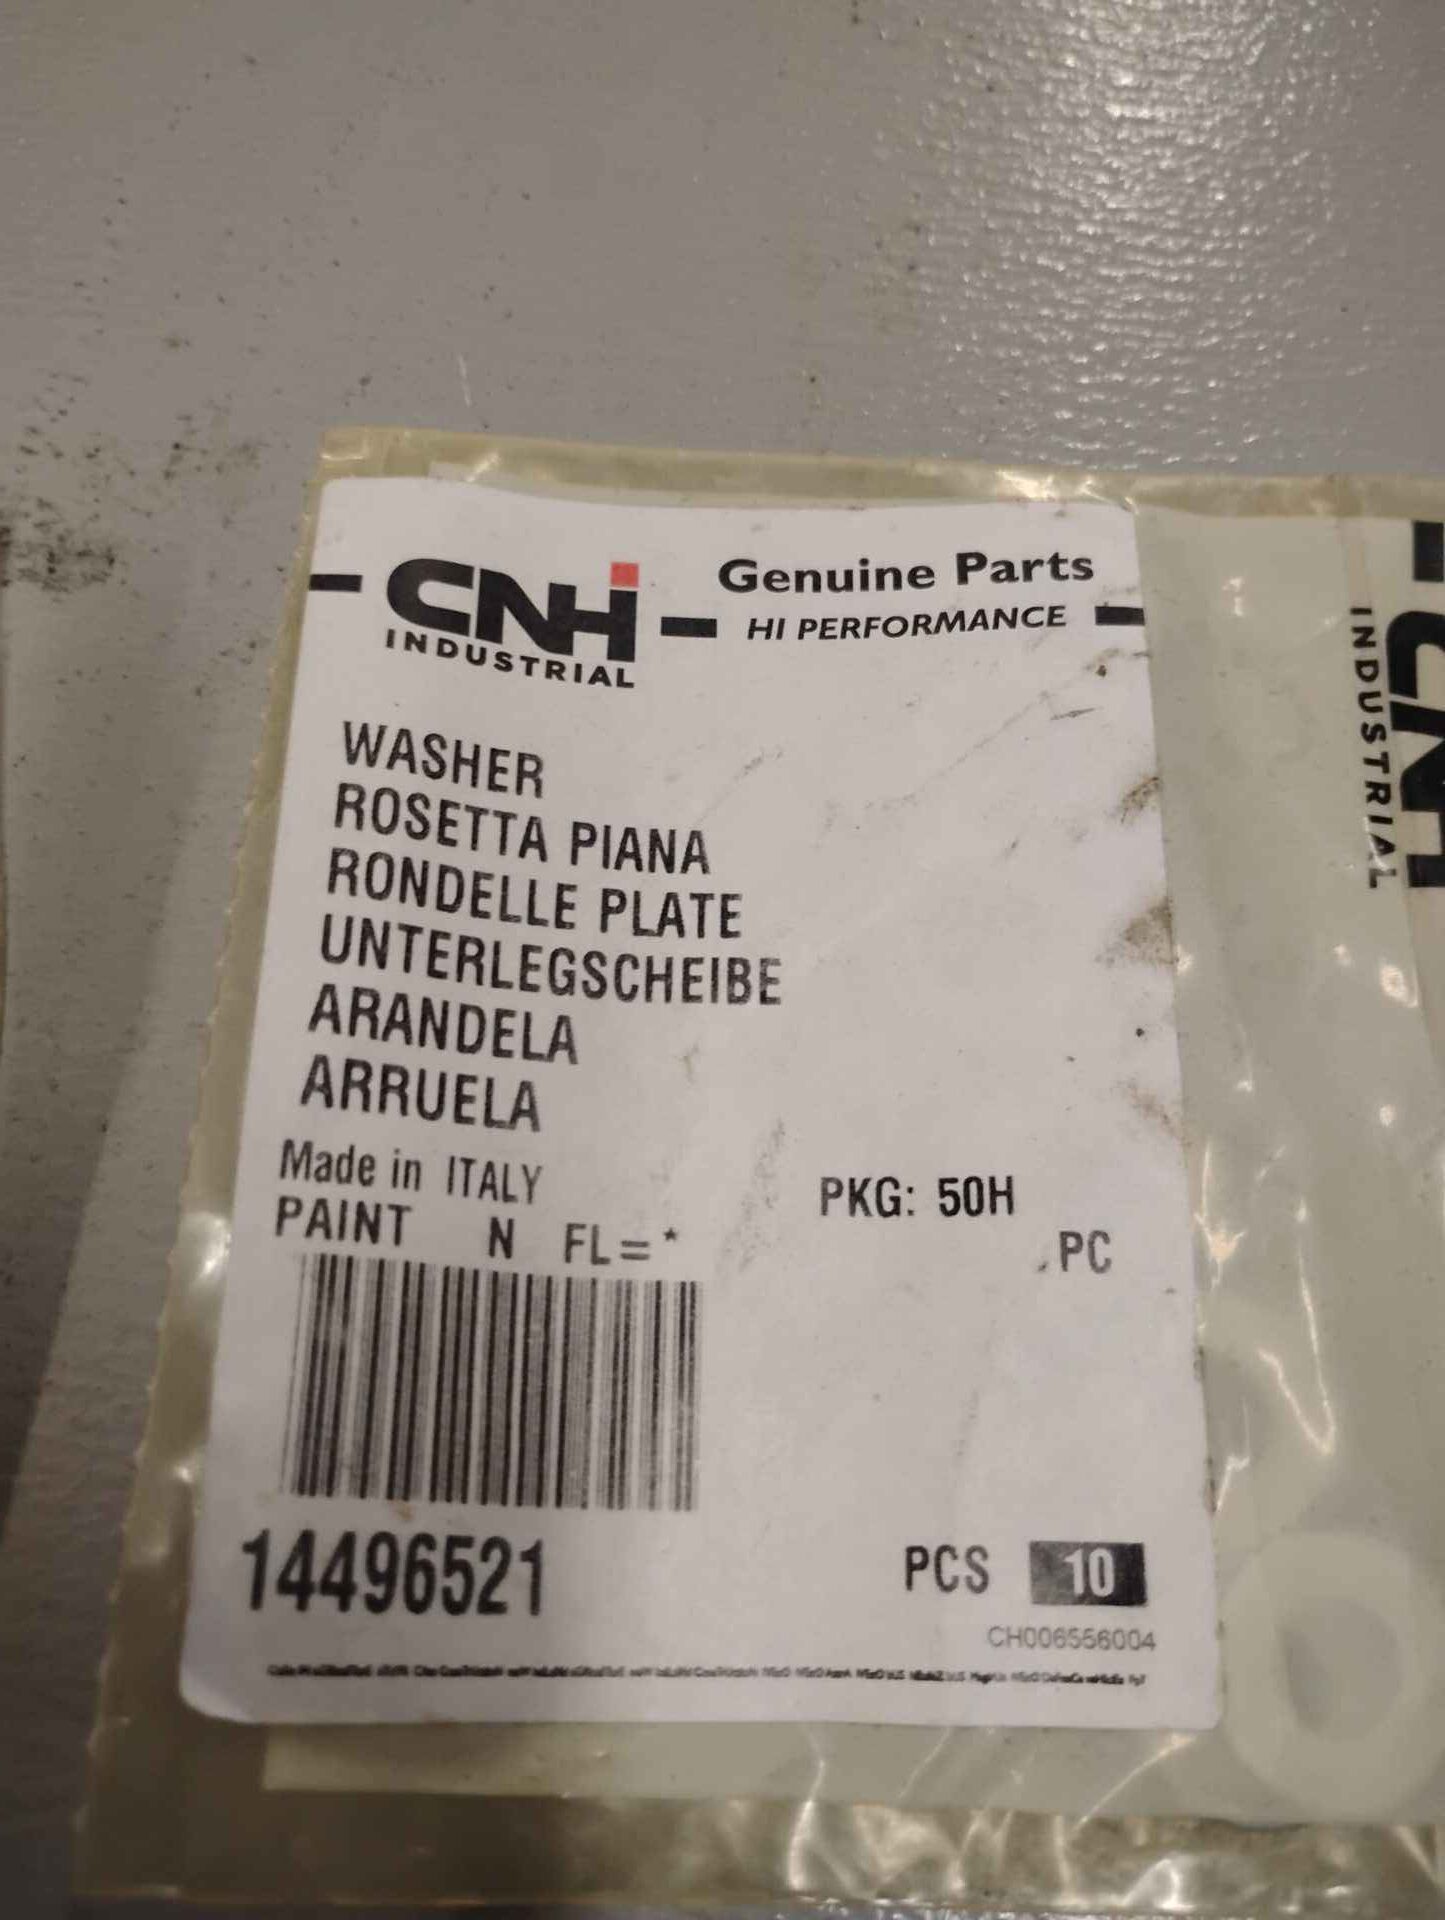 CNH
INDUSTRIAL
Genuine Parts
HI PERFORMANCE
WASHER
ROSETTA PIANA
RONDELLE PLATE
UNTERLEGSCHEIBE
ARANDELA
ARRUELA
Made in ITALY
PKG: 50H
PAINT N FL=*
.PC
14496521
PCS 10
CH006556004
CNH
INDUSTRIAL